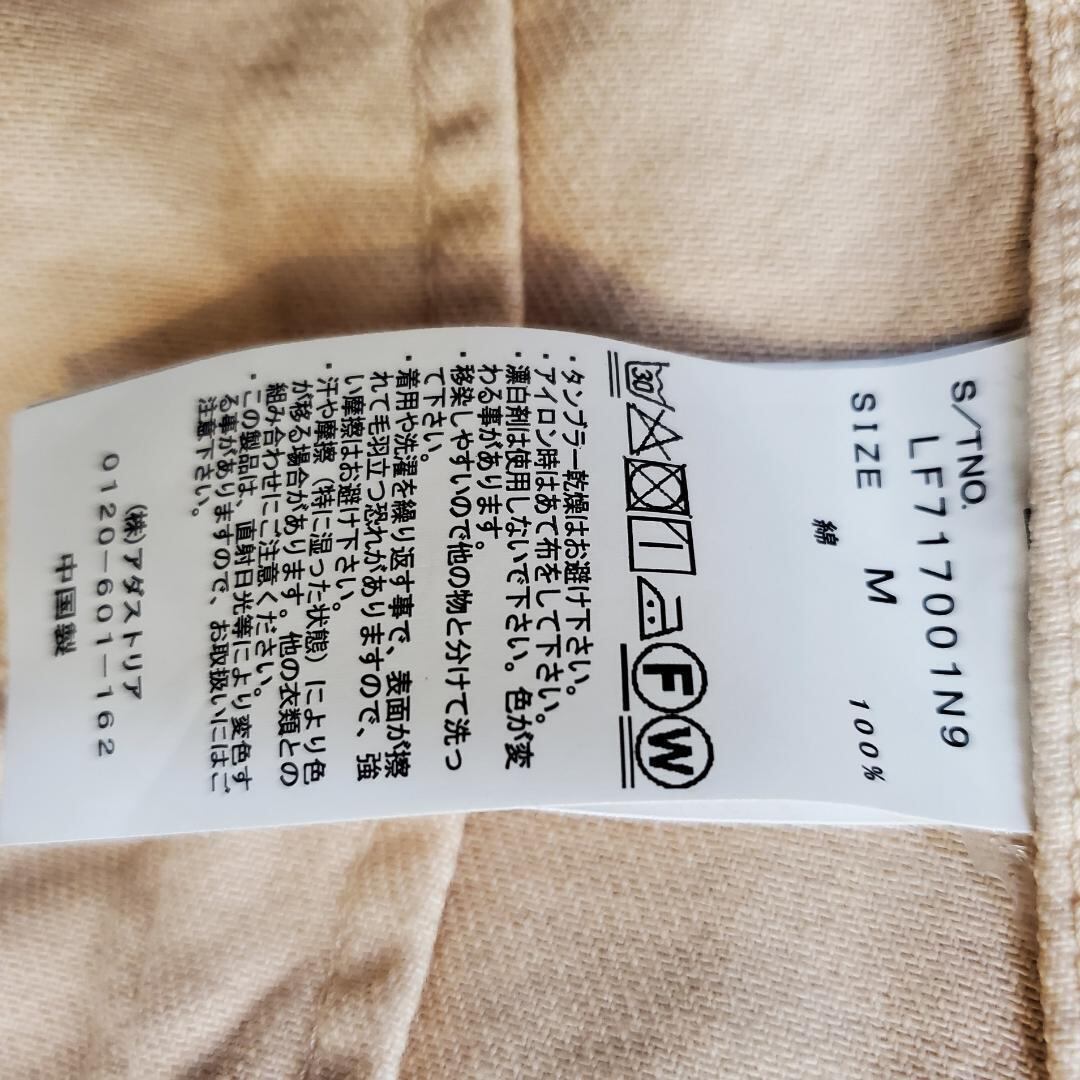 S/TNO.
LF717001N9
SIZE M
綿 100%
30
F W
・タンブラー乾燥はお避け下さい。
・アイロン時はあて布をして下さい。
・漂白剤は使用しないで下さい。色が変
わる事があります。
・移染しやすいので他の物と分けて洗っ
て下さい。
・着用や洗濯を繰り返す事で、表面が擦
れて毛羽立つ恐れがありますので、強
い摩擦はお避け下さい。
・汗や摩擦（特に湿った状態）により色
が移る場合があります。他の衣類との
組み合わせにご注意ください。
・この製品は、直射日光等により変色す
る事がありますので、お取扱いにはご
注意下さい。
(株)アダストリア
0120-601-162
中国製